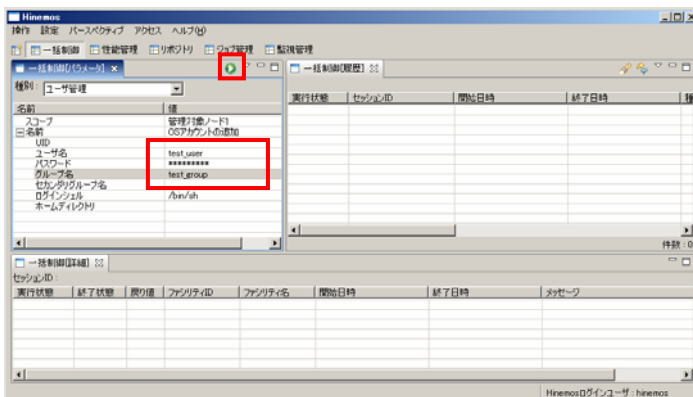 Hinemos
操作 設定 パースペクティブ アクセス ヘルプ(H)
一括制御 性能管理 リポジトリ ジョブ管理 監視管理
一括制御[パラメータ]
種別: ユーザ管理
名前 値
スコープ 管理対象ノード1
名前 OSアカウントの追加
UID
ユーザ名 test_user
パスワード *********
グループ名 test_group
セカンダリグループ名
ログインシェル /bin/sh
ホームディレクトリ
一括制御[履歴]
実行状態 セッションID 開始日時 終了日時 種
件数 : 0
一括制御[詳細]
セッションID :
実行状態 終了状態 戻り値 ファシリティID ファシリティ名 開始日時 終了日時 メッセージ
Hinemosログインユーザ : hinemos